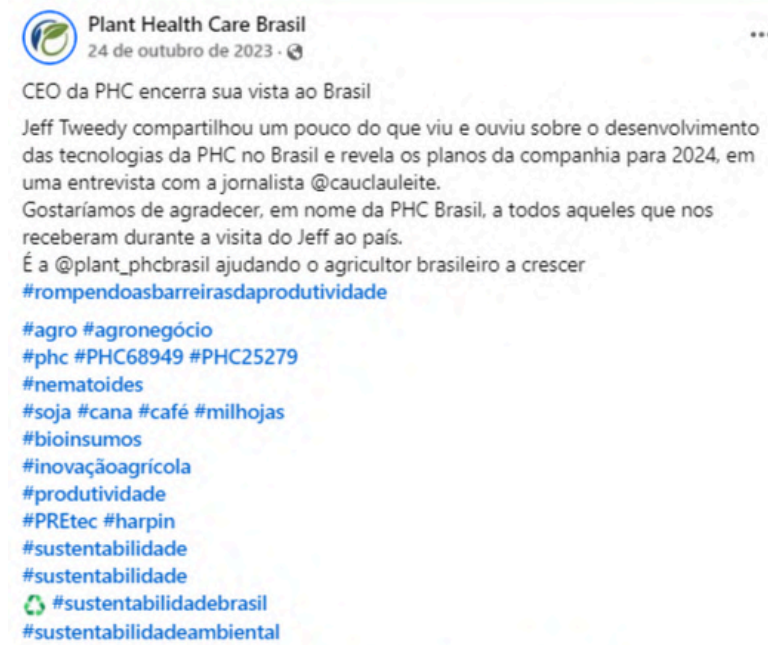 Plant Health Care Brasil
24 de outubro de 2023 ·
CEO da PHC encerra sua vista ao Brasil
Jeff Tweedy compartilhou um pouco do que viu e ouviu sobre o desenvolvimento
das tecnologias da PHC no Brasil e revela os planos da companhia para 2024, em
uma entrevista com a jornalista @cauclauleite.
Gostaríamos de agradecer, em nome da PHC Brasil, a todos aqueles que nos
receberam durante a visita do Jeff ao país.
É a @plant_phcbrasil ajudando o agricultor brasileiro a crescer
#rompendoasbarreirasdaprodutividade
#agro #agronegócio
#phc #PHC68949 #PHC25279
#nematoides
#soja #cana #café #milhojas
#bioinsumos
#inovaçãoagrícola
#produtividade
#PREtec #harpin
#sustentabilidade
#sustentabilidade
♻️ #sustentabilidadebrasil
#sustentabilidadeambiental